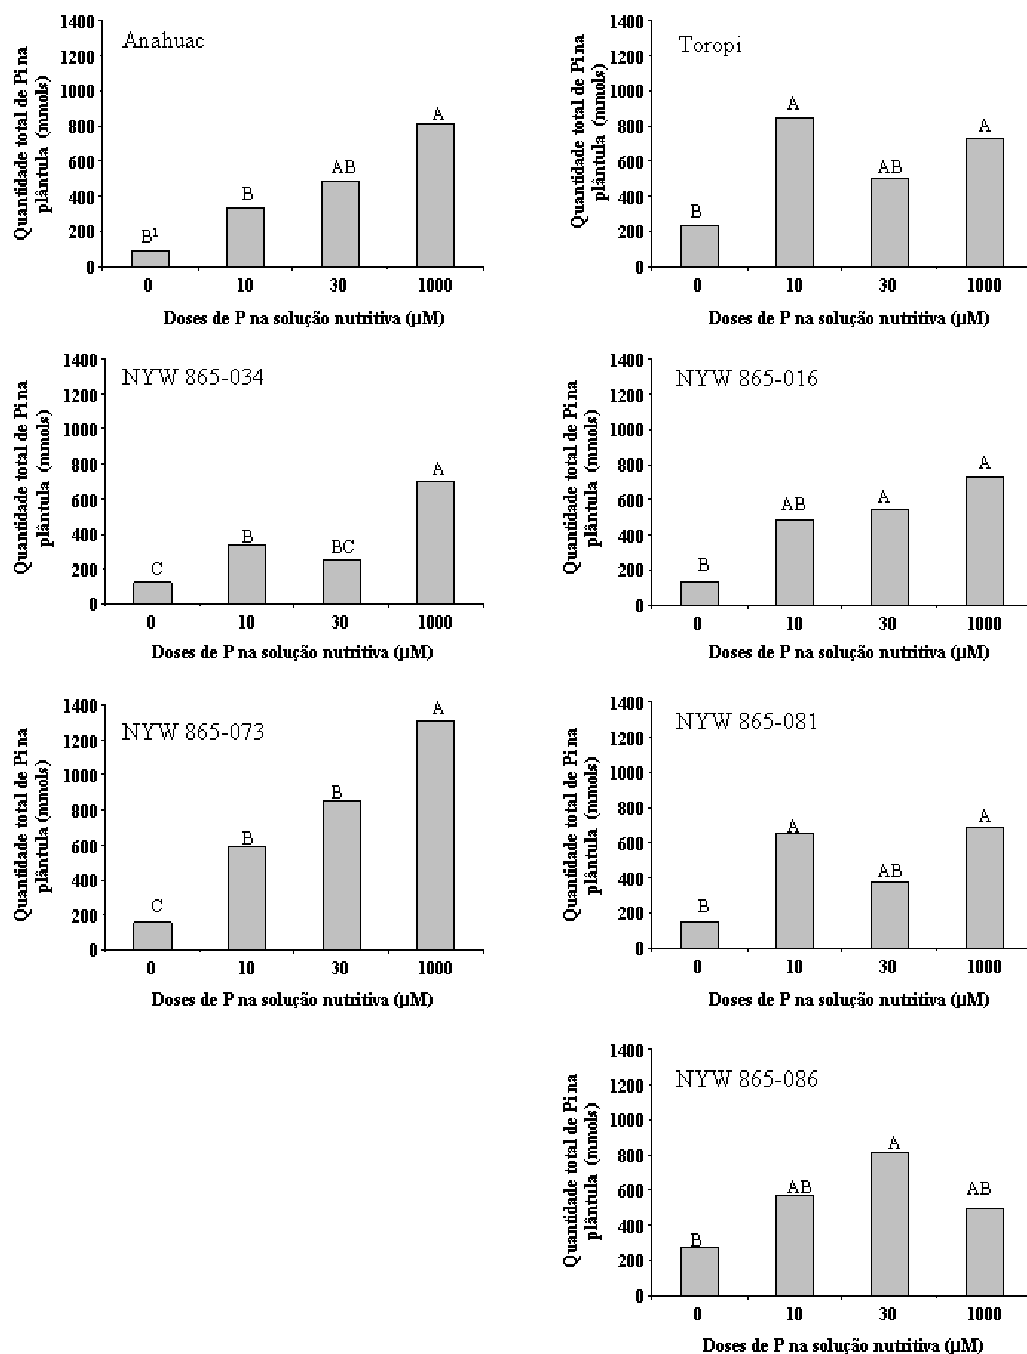 Anahuac
Quantidade total de Pi na
plântula (mmols)
1400
1200
1000
800
600
400
200
0
B¹
B
AB
A
0 10 30 1000
Doses de P na solução nutritiva (µM)
Toropi
Quantidade total de Pi na
plântula (mmols)
1400
1200
1000
800
600
400
200
0
B
A
AB
A
0 10 30 1000
Doses de P na solução nutritiva (µM)
NYW 865-034
Quantidade total de Pi na
plântula (mmols)
1400
1200
1000
800
600
400
200
0
C
B
BC
A
0 10 30 1000
Doses de P na solução nutritiva (µM)
NYW 865-016
Quantidade total de Pi na
plântula (mmols)
1400
1200
1000
800
600
400
200
0
B
AB
A
A
0 10 30 1000
Doses de P na solução nutritiva (µM)
NYW 865-073
Quantidade total de Pi na
plântula (mmols)
1400
1200
1000
800
600
400
200
0
C
B
B
A
0 10 30 1000
Doses de P na solução nutritiva (µM)
NYW 865-081
Quantidade total de Pi na
plântula (mmols)
1400
1200
1000
800
600
400
200
0
B
A
AB
A
0 10 30 1000
Doses de P na solução nutritiva (µM)
NYW 865-086
Quantidade total de Pi na
plântula (mmols)
1400
1200
1000
800
600
400
200
0
B
AB
A
AB
0 10 30 1000
Doses de P na solução nutritiva (µM)